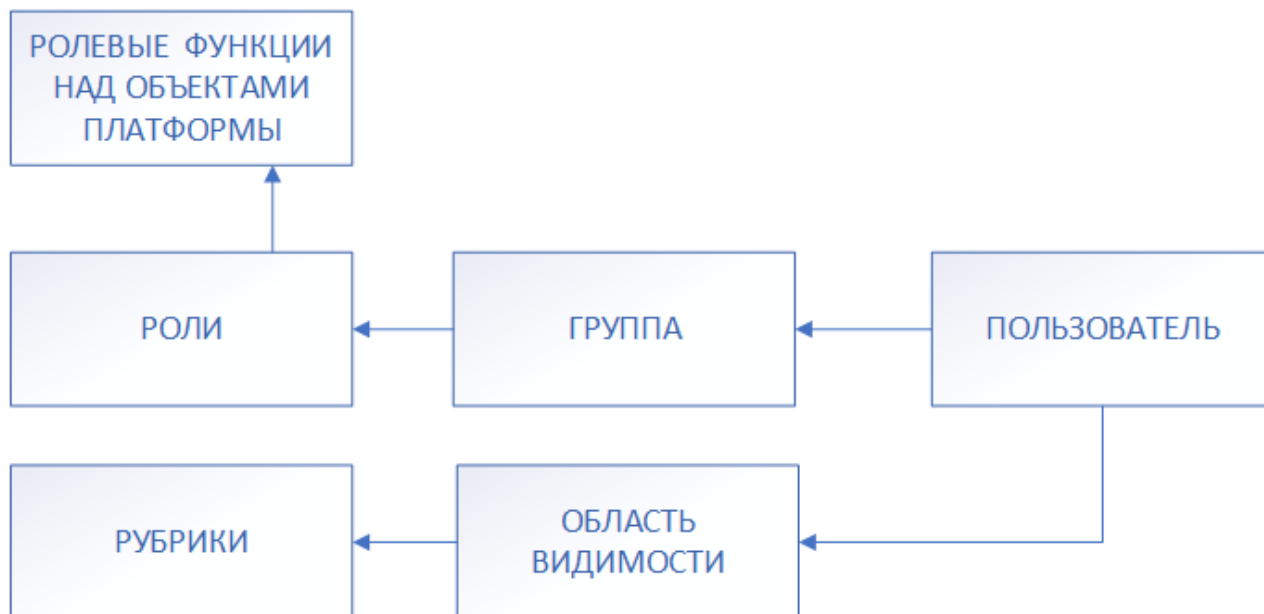 РОЛЕВЫЕ ФУНКЦИИ
НАД ОБЪЕКТАМИ
ПЛАТФОРМЫ
РОЛИ
ГРУППА
ПОЛЬЗОВАТЕЛЬ
РУБРИКИ
ОБЛАСТЬ
ВИДИМОСТИ